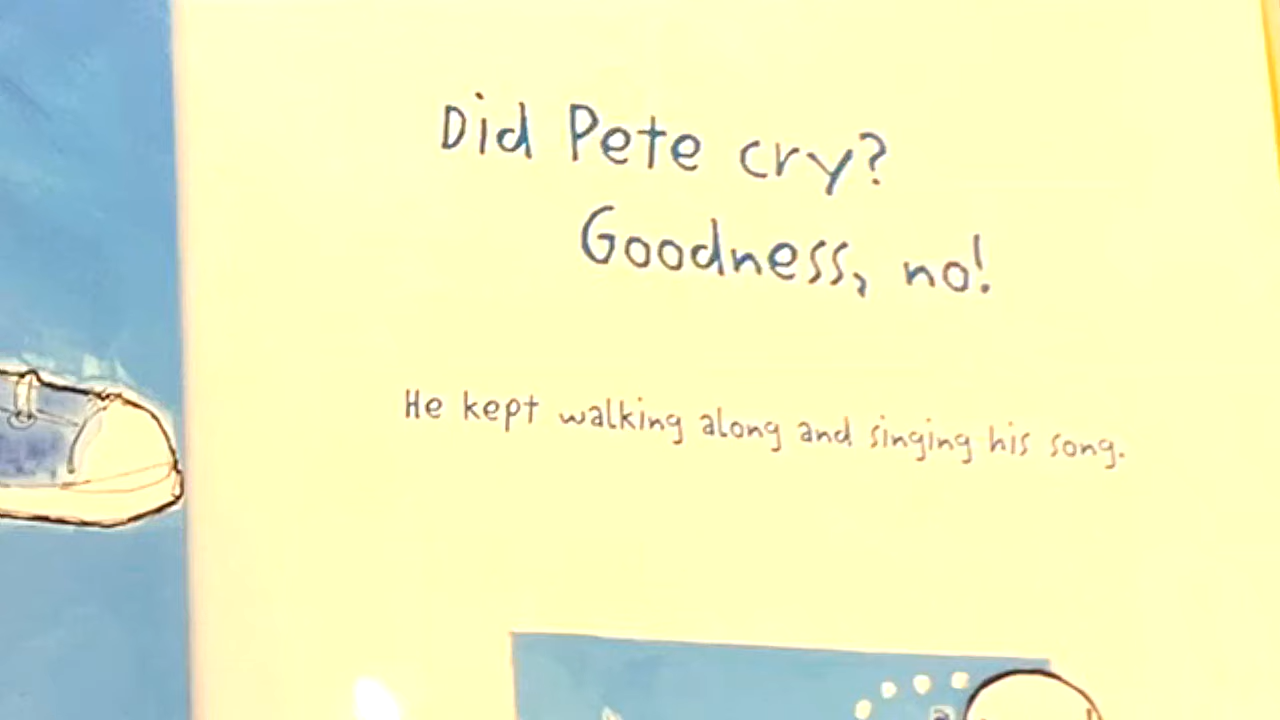 Did Pete cry?
Goodness, no!
He kept walking along and singing his song.